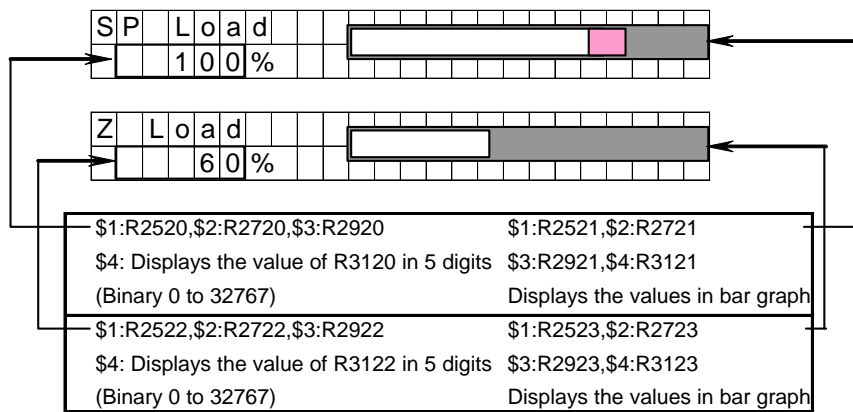 SP Load
100%
Z Load
60%
$1:R2520,$2:R2720,$3:R2920
$4: Displays the value of R3120 in 5 digits
(Binary 0 to 32767)
$1:R2521,$2:R2721
$3:R2921,$4:R3121
Displays the values in bar graph
$1:R2522,$2:R2722,$3:R2922
$4: Displays the value of R3122 in 5 digits
(Binary 0 to 32767)
$1:R2523,$2:R2723
$3:R2923,$4:R3123
Displays the values in bar graph